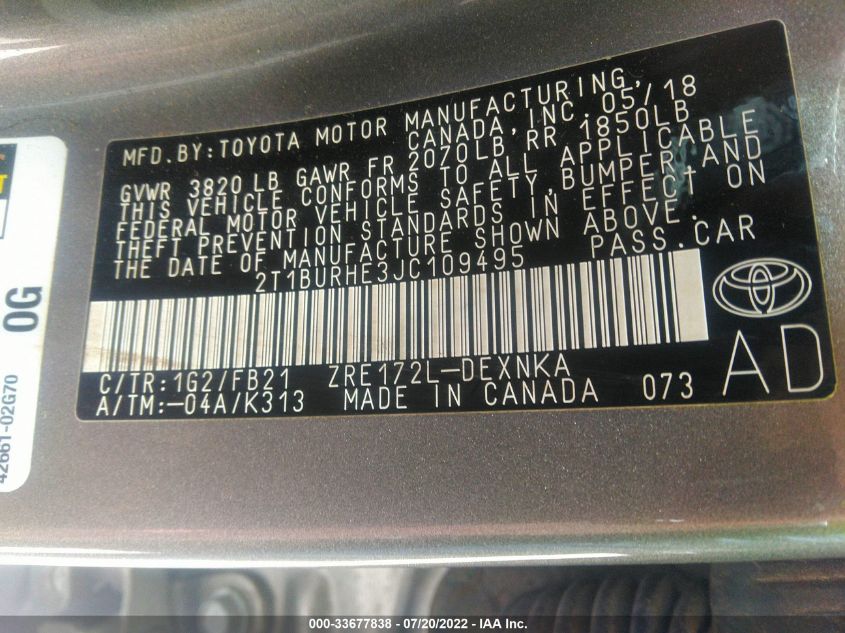 MFD.BY:TOYOTA MOTOR MANUFACTURING,
CANADA, INC. 05/18
GVWR 3820 LB GAWR FR 2070LB RR 1850LB
THIS VEHICLE CONFORMS TO ALL APPLICABLE
FEDERAL MOTOR VEHICLE SAFETY, BUMPER AND
THEFT PREVENTION STANDARDS IN EFFECT ON
THE DATE OF MANUFACTURE SHOWN ABOVE.
2T1BURHE3JC109495 PASS.CAR
C/TR:1G2/FB21 ZRE172L-DEXNKA
A/TM:-04A/K313 MADE IN CANADA 073
AD
0G
42661-02G70
000-33677838 - 07/20/2022 - IAA Inc.